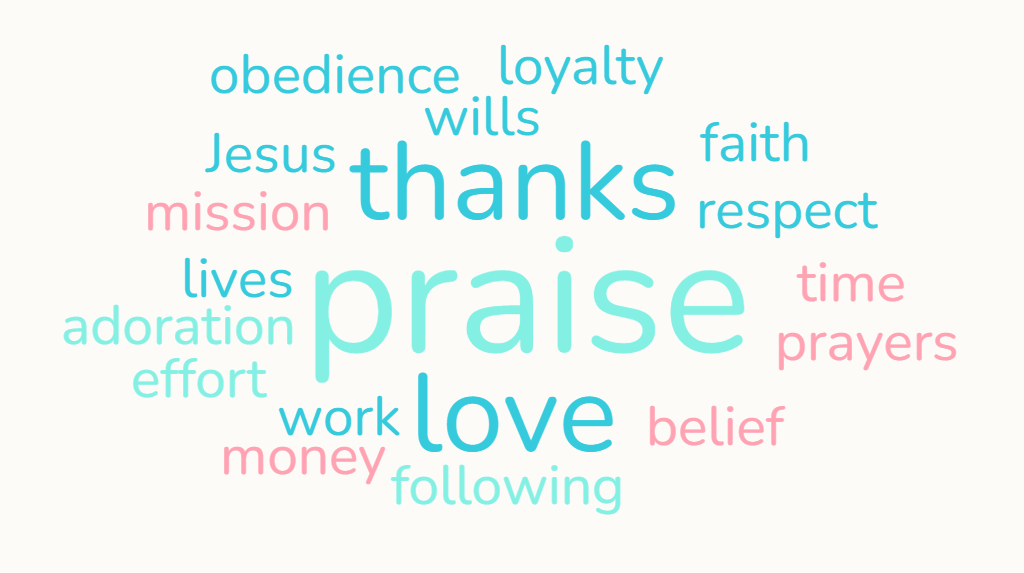 obedience
loyalty
wills
Jesus
thanks
faith
mission
respect
lives
praise
time
adoration
prayers
effort
work
love
belief
money
following